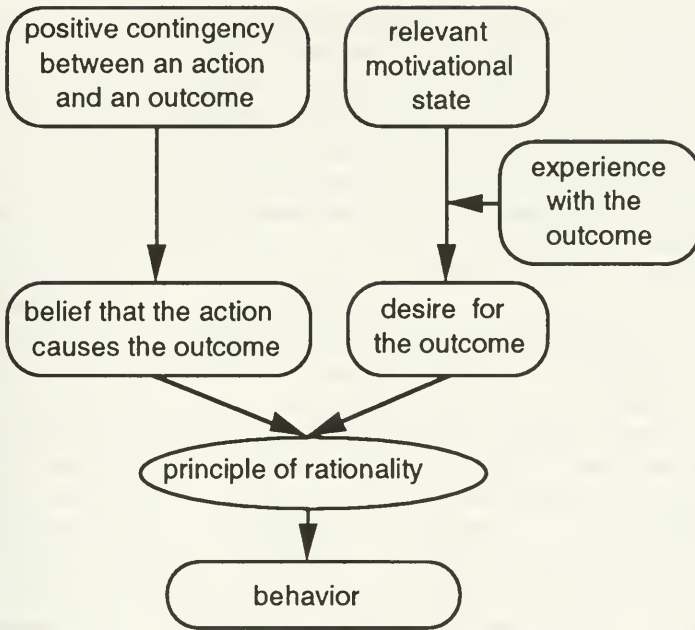 positive contingency
between an action
and an outcome
relevant
motivational
state
experience
with the
outcome
belief that the action
causes the outcome
desire for
the outcome
principle of rationality
behavior